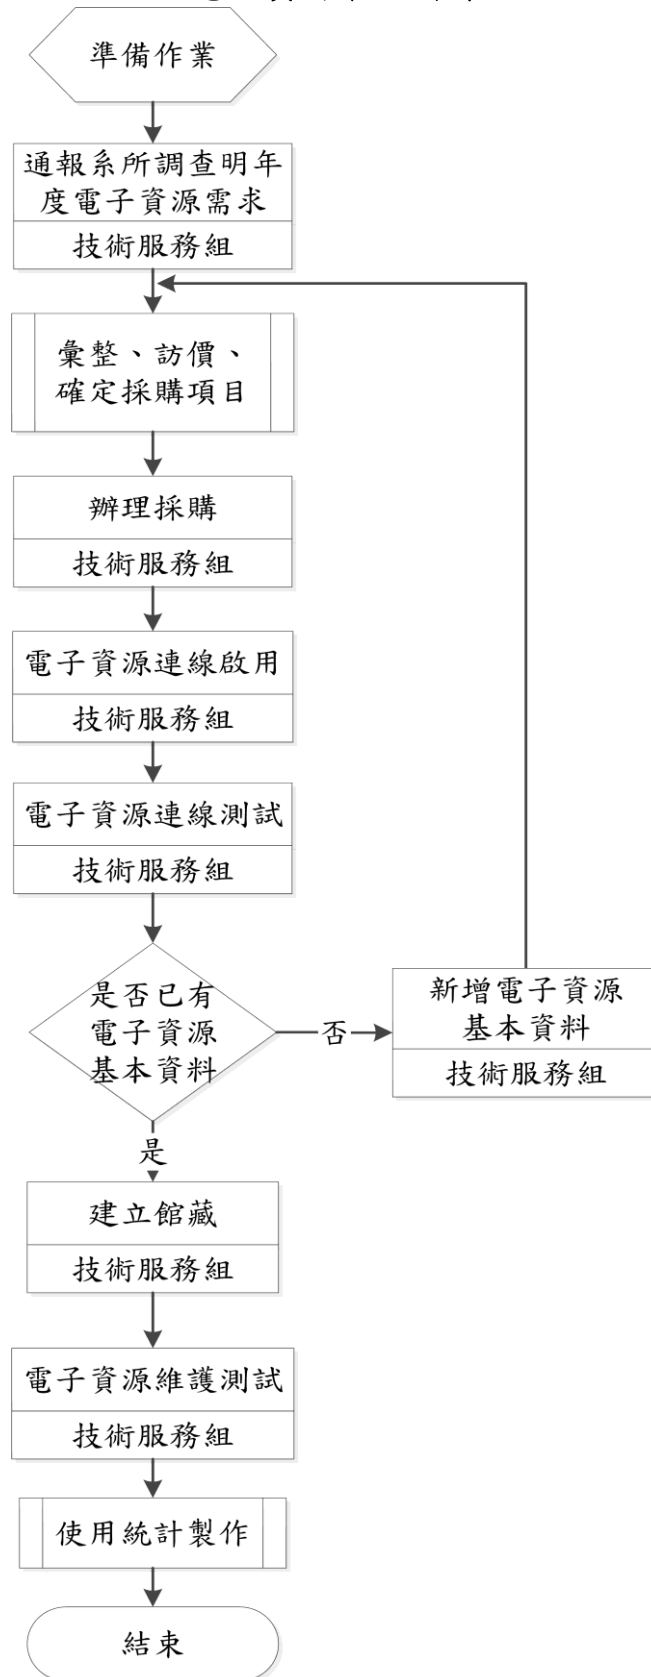 準備作業
通報系所調查明年
度電子資源需求
技術服務組
彙整、訪價、
確定採購項目
辦理採購
技術服務組
電子資源連線啟用
技術服務組
電子資源連線測試
技術服務組
是否已有
電子資源
基本資料
否
新增電子資源
基本資料
技術服務組
是
建立館藏
技術服務組
電子資源維護測試
技術服務組
使用統計製作
結束